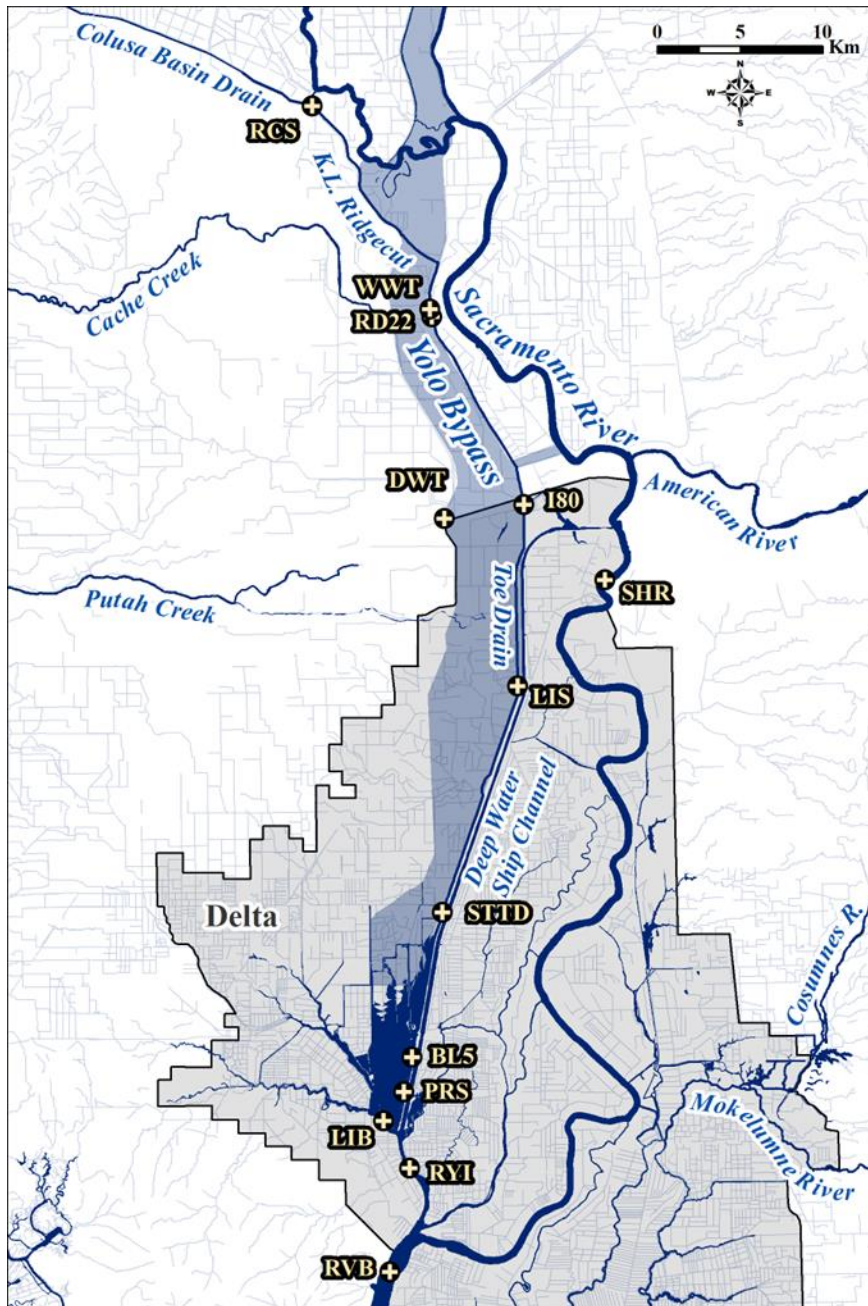 Colusa Basin Drain
0 5 10
Km
N
W E
S
RCS
K.L. Ridgecut
Cache Creek
WWT
RD22
Sacramento River
Yolo Bypass
DWT
I80
American River
Toe Drain
SHR
Putah Creek
LIS
Deep Water
Ship Channel
STTD
Delta
Cosumnes R.
BL5
PRS
LIB
Mokelumne River
RYI
RVB